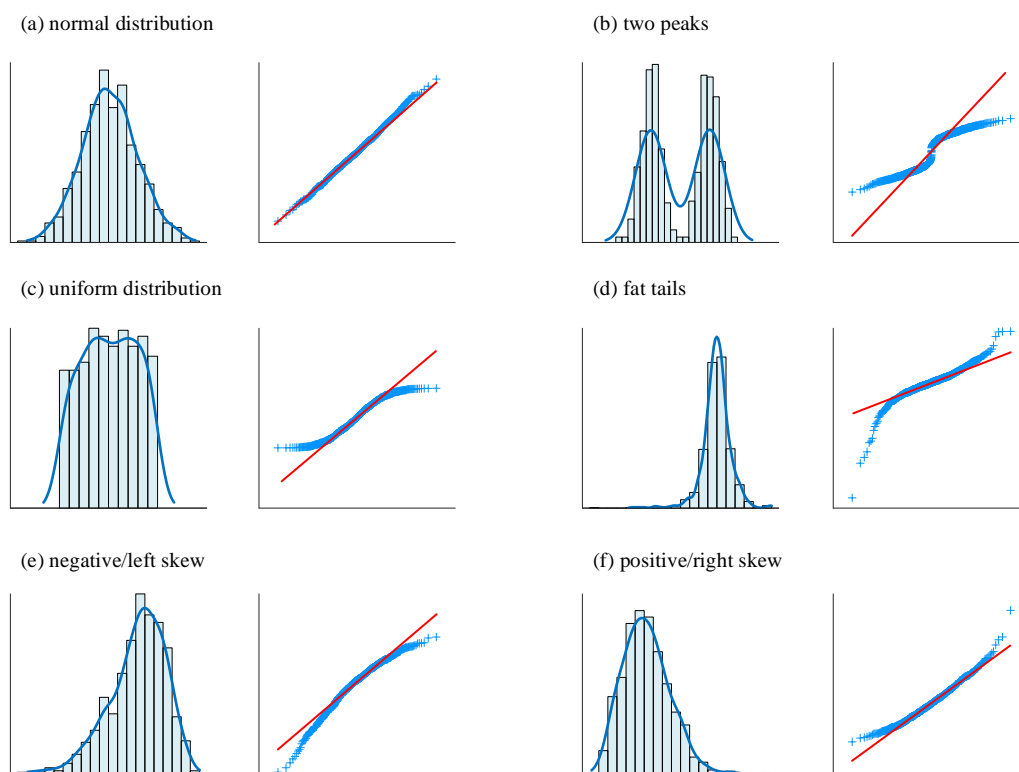 (a) normal distribution
(b) two peaks
(c) uniform distribution
(d) fat tails
(e) negative/left skew
(f) positive/right skew